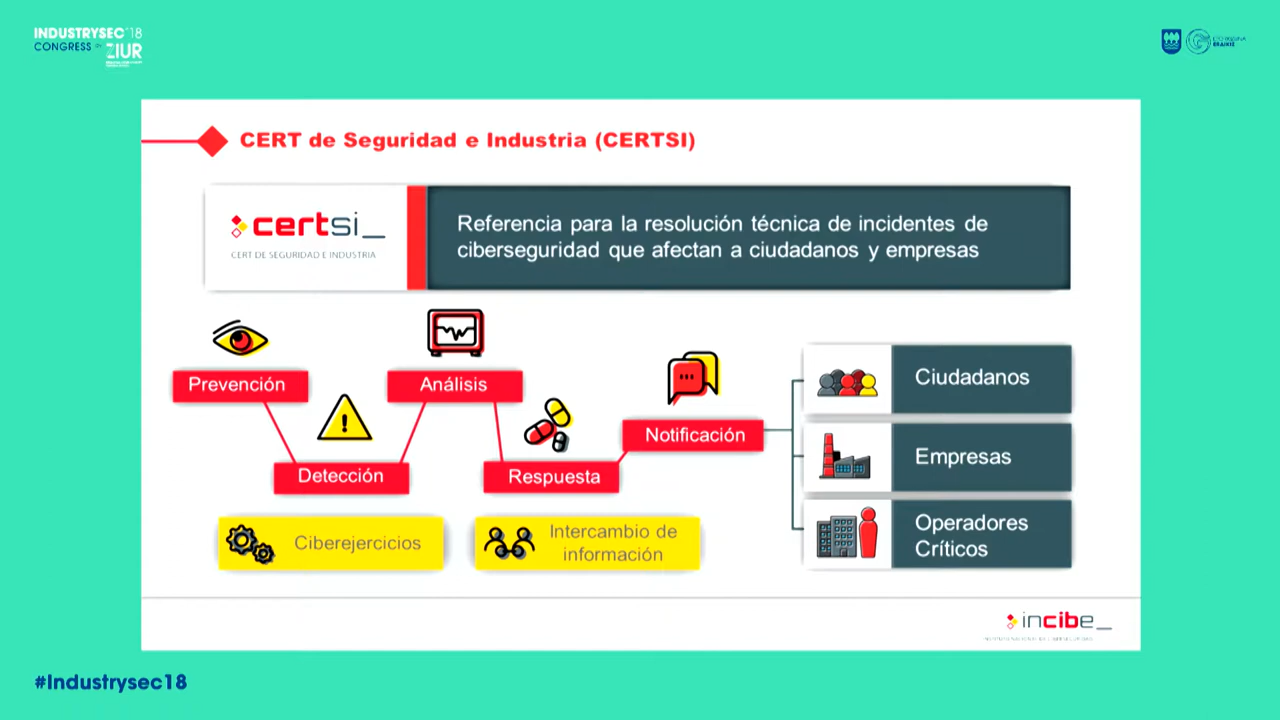 INDUSTRYSEC'18
CONGRESS BY ZIUR
CERT de Seguridad e Industria (CERTSI)
certsi_
CERT DE SEGURIDAD E INDUSTRIA
Referencia para la resolución técnica de incidentes de
ciberseguridad que afectan a ciudadanos y empresas
Prevención
Análisis
Detección
Respuesta
Notificación
Ciudadanos
Empresas
Operadores
Críticos
Ciberejercicios
Intercambio de
información
incibe_
#Industrysec18